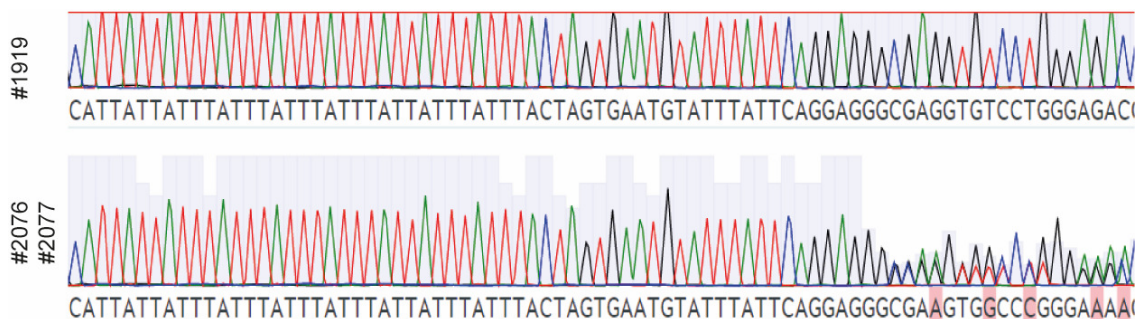 #1919
CATTATTATTTATTTATTTATTTATTATTTATTTACTAGTGAATGTATTTATTCAGGAGGGCGAGGTGTCCTGGGAGAC
#2076
#2077
CATTATTATTTATTTATTTATTTATTATTTATTTACTAGTGAATGTATTTATTCAGGAGGGCGAAGTGGCCCGGGAAAA